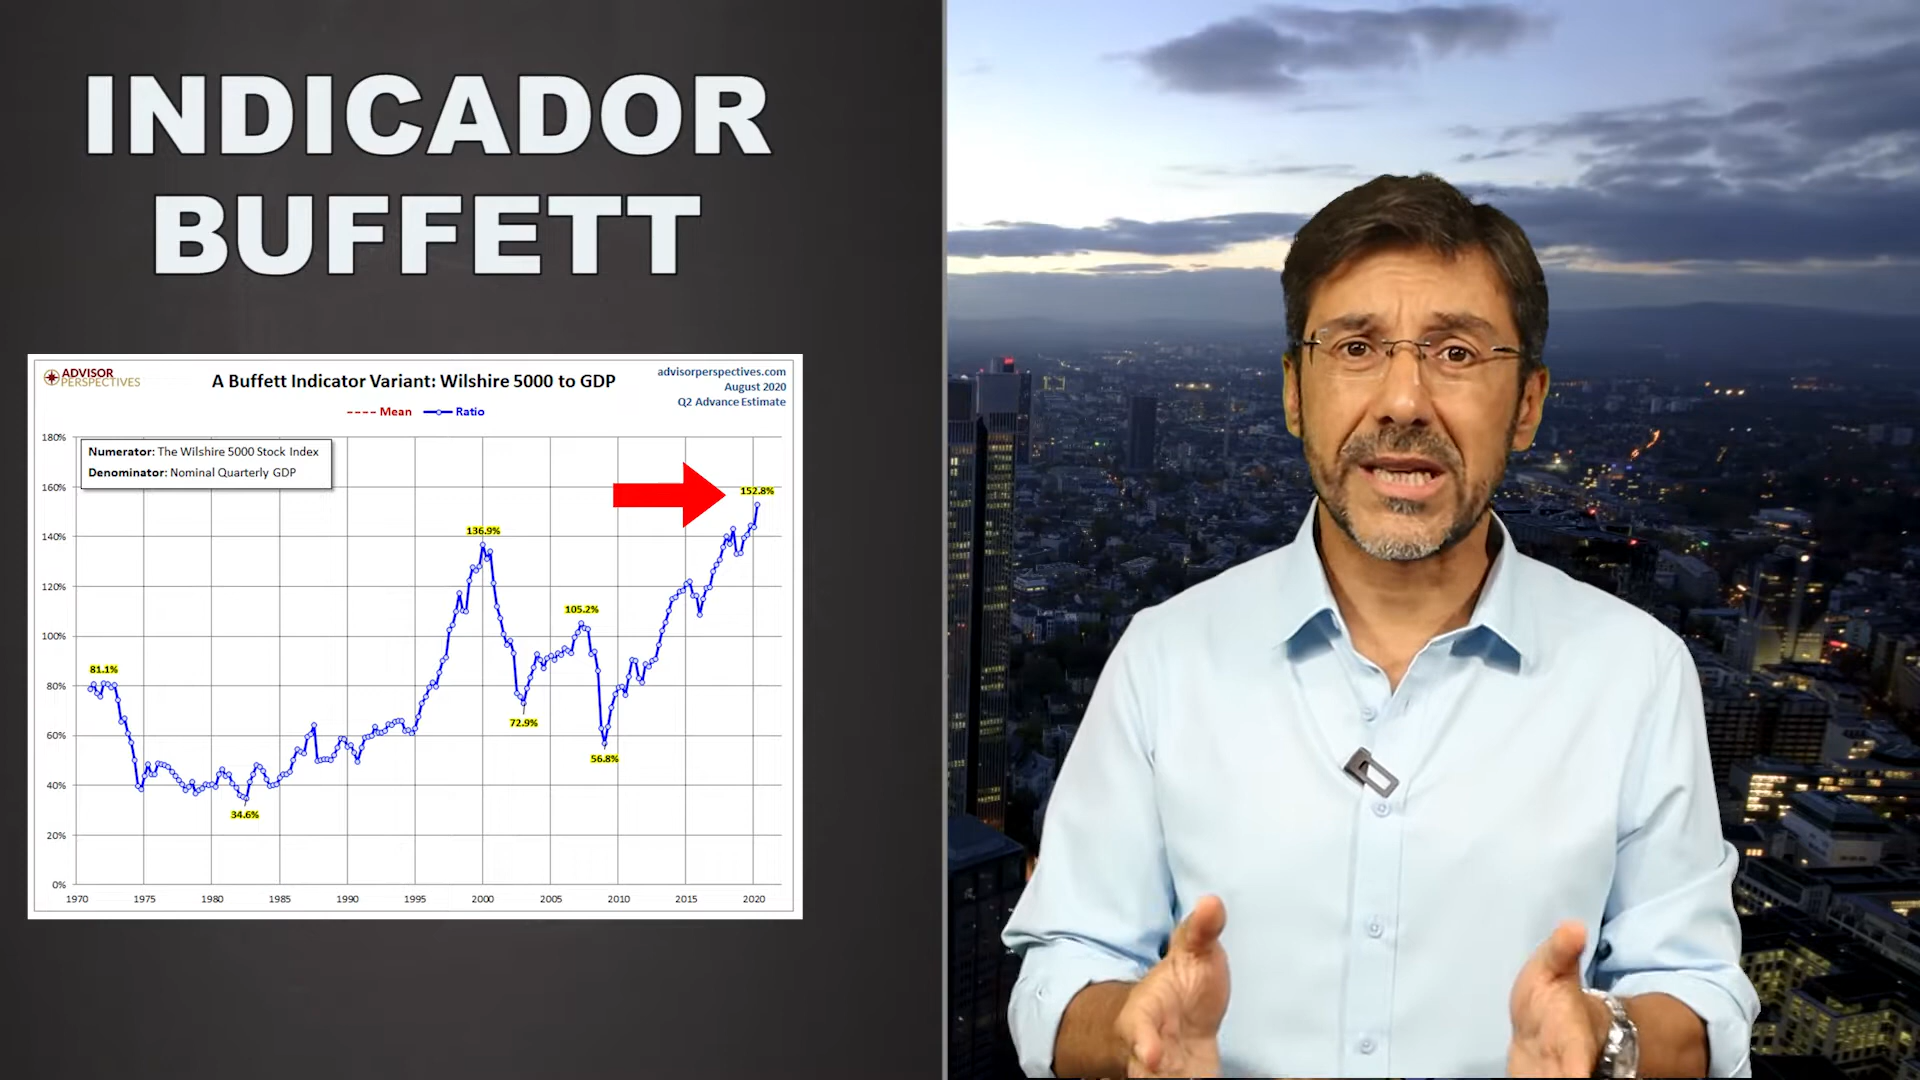 INDICADOR
BUFFETT
ADVISOR
PERSPECTIVES
A Buffett Indicator Variant: Wilshire 5000 to GDP
advisorperspectives.com
August 2020
Q2 Advance Estimate
Mean Ratio
Numerator: The Wilshire 5000 Stock Index
Denominator: Nominal Quarterly GDP
180%
160%
140%
120%
100%
80%
60%
40%
20%
0%
81.1%
34.6%
136.9%
72.9%
105.2%
56.8%
152.8%
1970 1975 1980 1985 1990 1995 2000 2005 2010 2015 2020